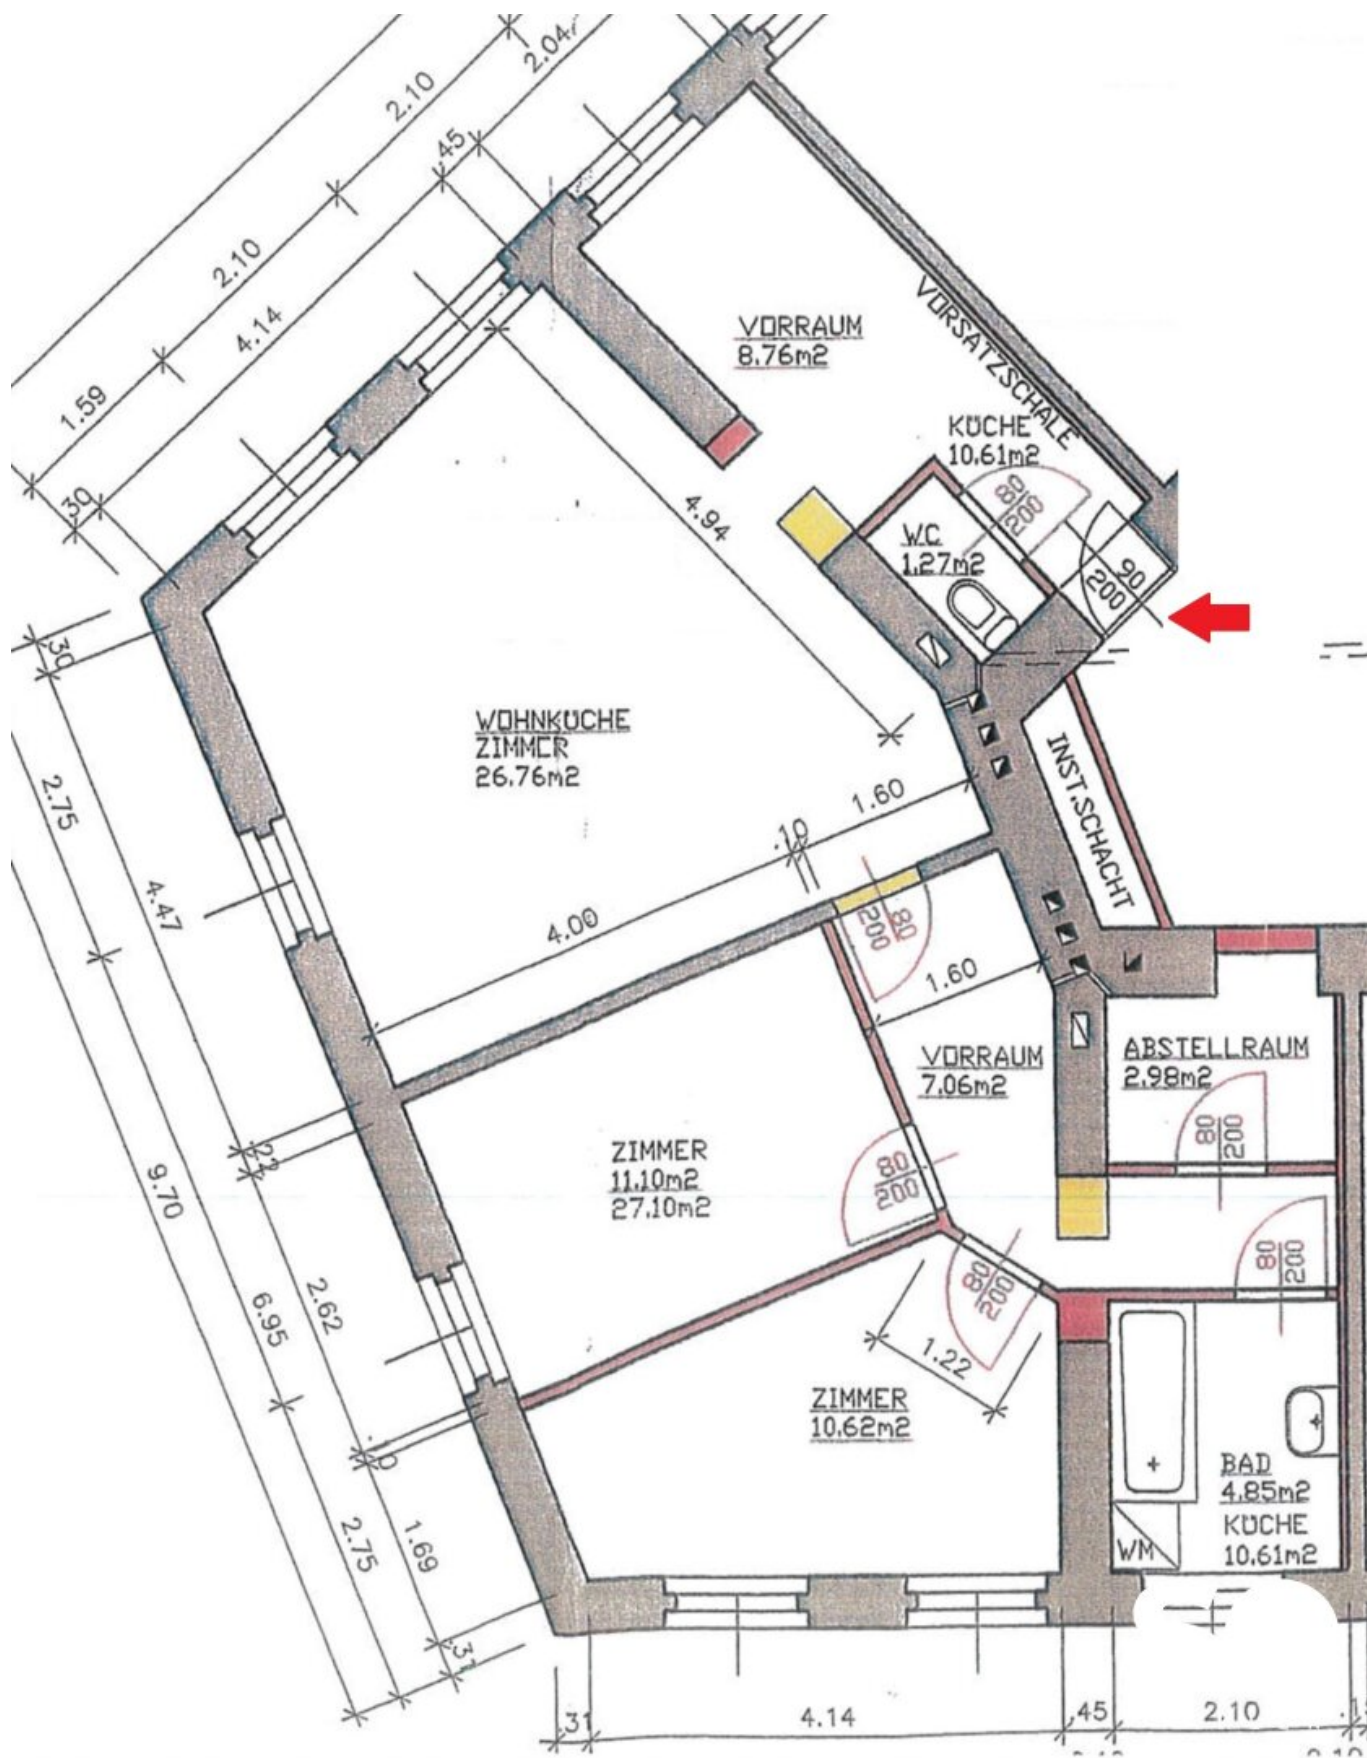 2.04
2.10
.45
2.10
4.14
1.59
.30
VORRAUM
8.76m2
VORSATZSCHALE
KÜCHE
10.61m2
80
200
W.C
1.27m2
90
200
4.94
.30
2.75
4.47
WOHNKÜCHE
ZIMMER
26.76m2
1.60
.10
4.00
INST.SCHACHT
80
200
1.60
VORRAUM
7.06m2
ABSTELLRAUM
2.98m2
80
200
.22
9.70
ZIMMER
11.10m2
27.10m2
80
200
80
200
80
200
2.62
6.95
1.22
ZIMMER
10.62m2
BAD
4.85m2
KÜCHE
10.61m2
WM
1.69
2.75
.31
.31
4.14
.45
2.10